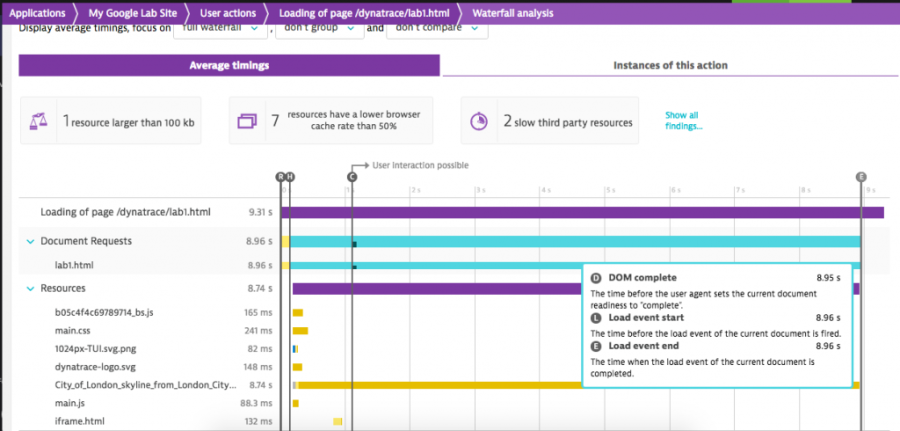 Applications My Google Lab Site User actions Loading of page /dynatrace/lab1.html Waterfall analysis
Display average timings, focus on full waterfall , don't group and don't compare
Average timings Instances of this action
1 resource larger than 100 kb
7 resources have a lower browser
cache rate than 50%
2 slow third party resources
Show all
findings...
User Interaction possible
R H C E
0 1 s 2 s 3 s 4 s 5 s 6 s 7 s 8 s 9 s
Loading of page /dynatrace/lab1.html 9.31 s
Document Requests 8.96 s
lab1.html 8.96 s
Resources 8.74 s
b05c4f4c69789714_bs.js 165 ms
main.css 241 ms
1024px-TUI.svg.png 82 ms
dynatrace-logo.svg 148 ms
City_of_London_skyline_from_London_City... 8.74 s
main.js 88.3 ms
iframe.html 132 ms
D DOM complete 8.95 s
The time before the user agent sets the current document
readiness to "complete".
L Load event start 8.96 s
The time before the load event of the current document is fired.
E Load event end 8.96 s
The time when the load event of the current document is
completed.